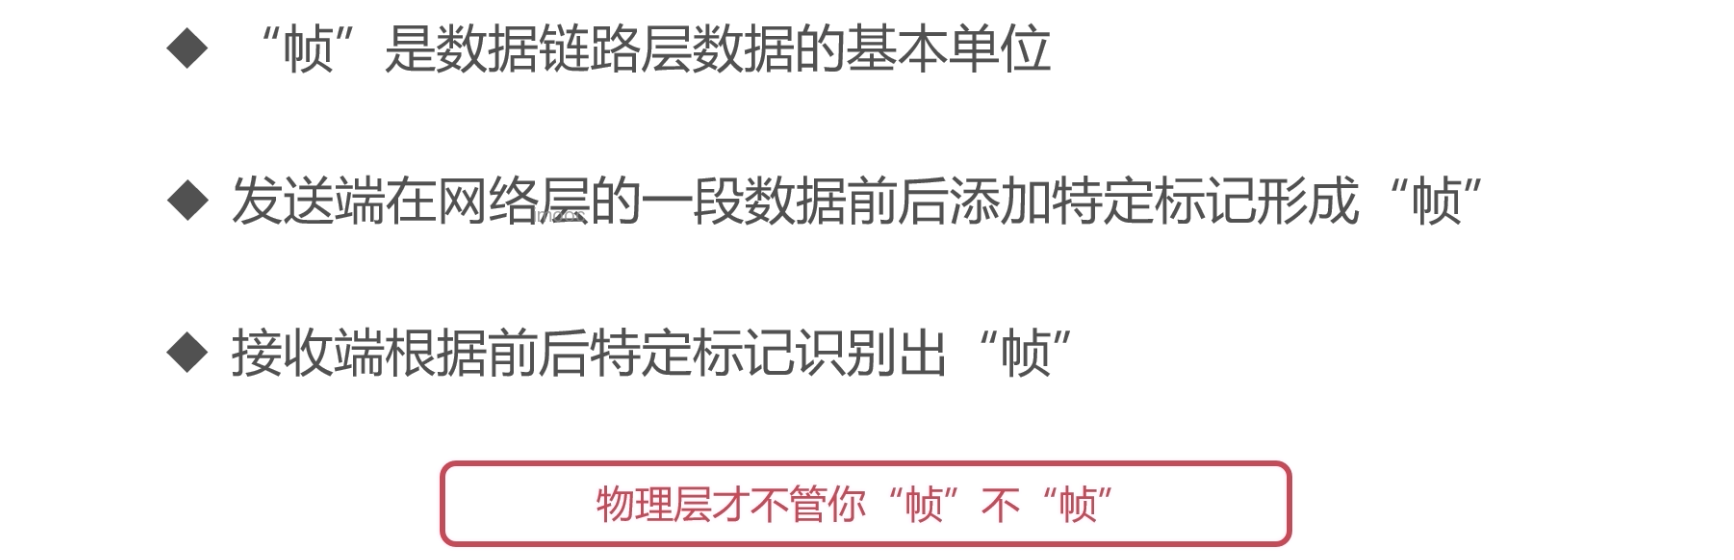 “帧”是数据链路层数据的基本单位
发送端在网络层的一段数据前后添加特定标记形成“帧”
接收端根据前后特定标记识别出“帧”
物理层才不管你“帧”不“帧”